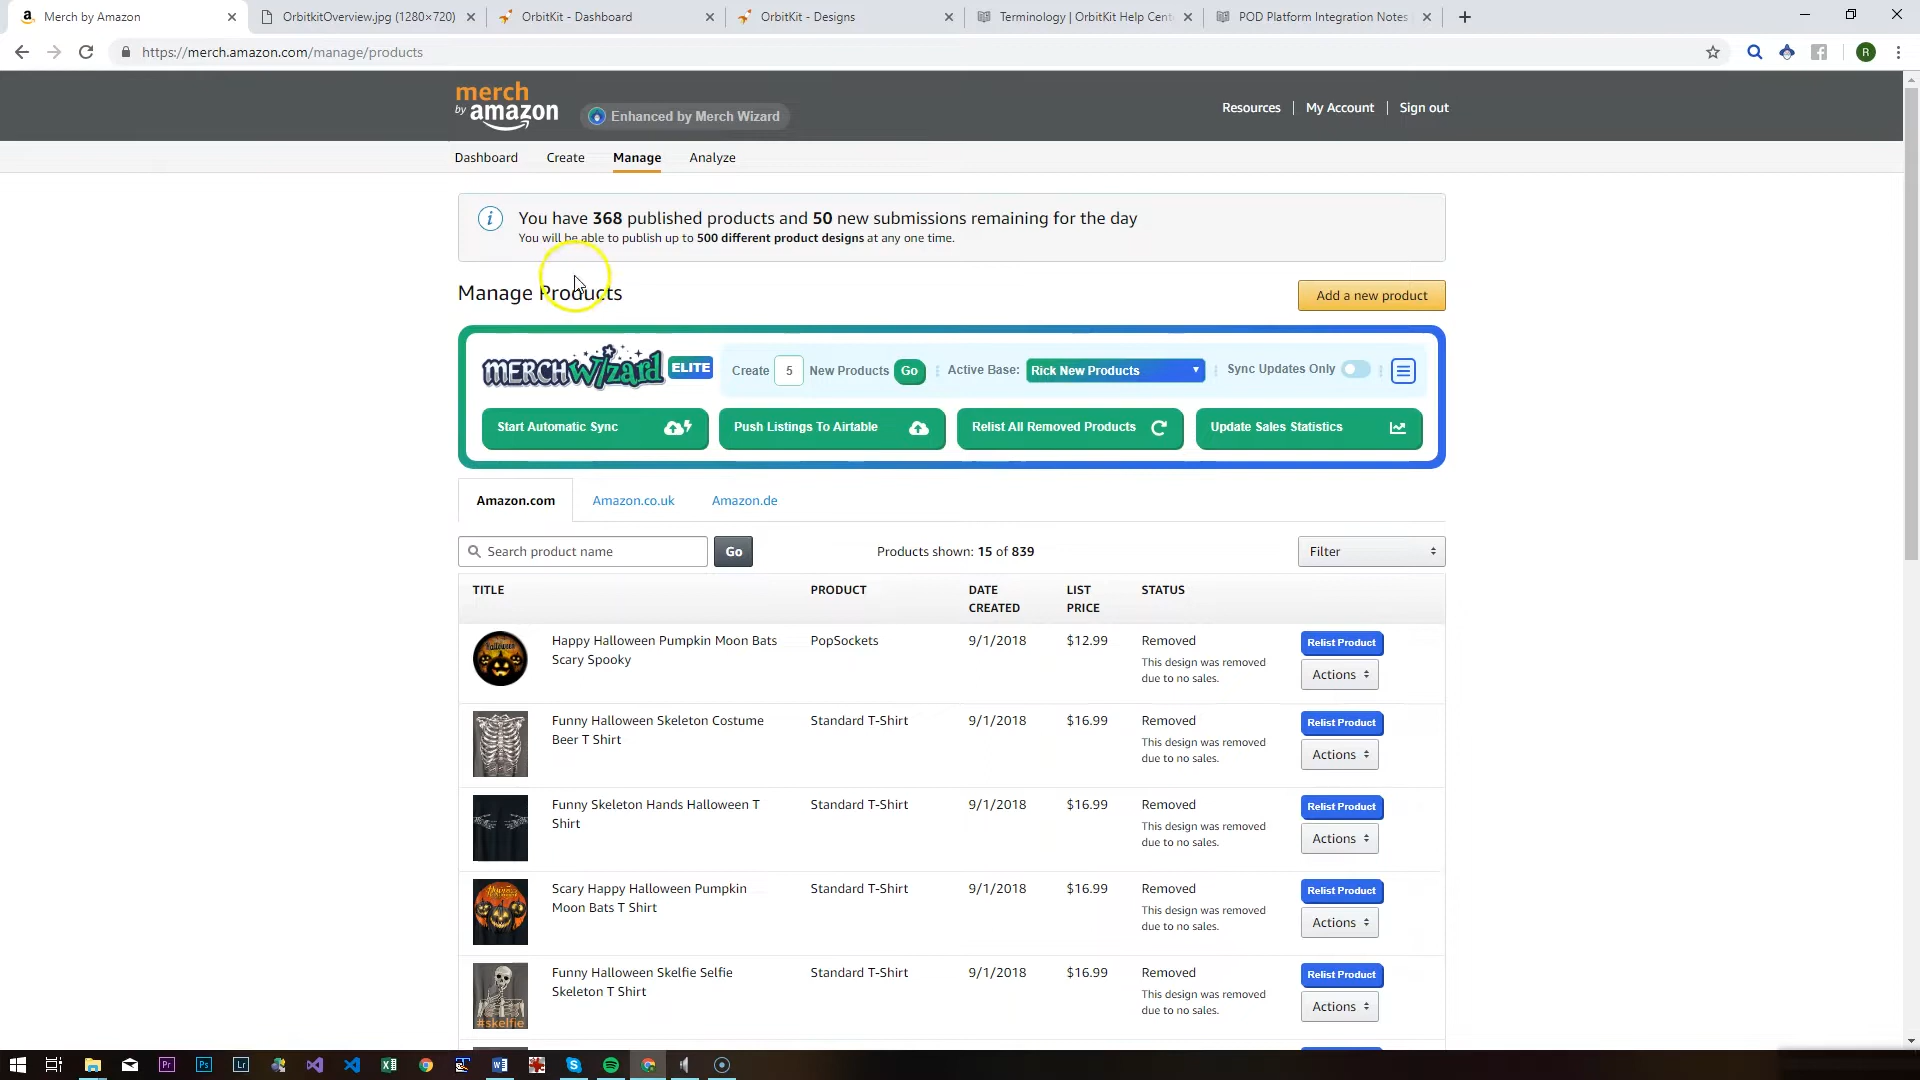 Merch by Amazon
OrbitkitOverview.jpg (1280×720)
OrbitKit - Dashboard
OrbitKit - Designs
Terminology | OrbitKit Help Cent
POD Platform Integration Notes
https://merch.amazon.com/manage/products
R
merch
by amazon
Enhanced by Merch Wizard
Resources | My Account | Sign out
Dashboard Create Manage Analyze
You have 368 published products and 50 new submissions remaining for the day
You will be able to publish up to 500 different product designs at any one time.
Manage Products
Add a new product
MERCHWIZARD ELITE
Create 5 New Products Go
Active Base: Rick New Products
Sync Updates Only
Start Automatic Sync
Push Listings To Airtable
Relist All Removed Products
Update Sales Statistics
Amazon.com Amazon.co.uk Amazon.de
Search product name Go
Products shown: 15 of 839
Filter
TITLE PRODUCT DATE CREATED LIST PRICE STATUS
Happy Halloween Pumpkin Moon Bats
Scary Spooky
PopSockets
9/1/2018
$12.99
Removed
This design was removed
due to no sales.
Relist Product
Actions
Funny Halloween Skeleton Costume
Beer T Shirt
Standard T-Shirt
9/1/2018
$16.99
Removed
This design was removed
due to no sales.
Relist Product
Actions
Funny Skeleton Hands Halloween T
Shirt
Standard T-Shirt
9/1/2018
$16.99
Removed
This design was removed
due to no sales.
Relist Product
Actions
Scary Happy Halloween Pumpkin
Moon Bats T Shirt
Standard T-Shirt
9/1/2018
$16.99
Removed
This design was removed
due to no sales.
Relist Product
Actions
Funny Halloween Skelfie Selfie
Skeleton T Shirt
#skelfie
Standard T-Shirt
9/1/2018
$16.99
Removed
This design was removed
due to no sales.
Relist Product
Actions
Pr
Ps
Lr